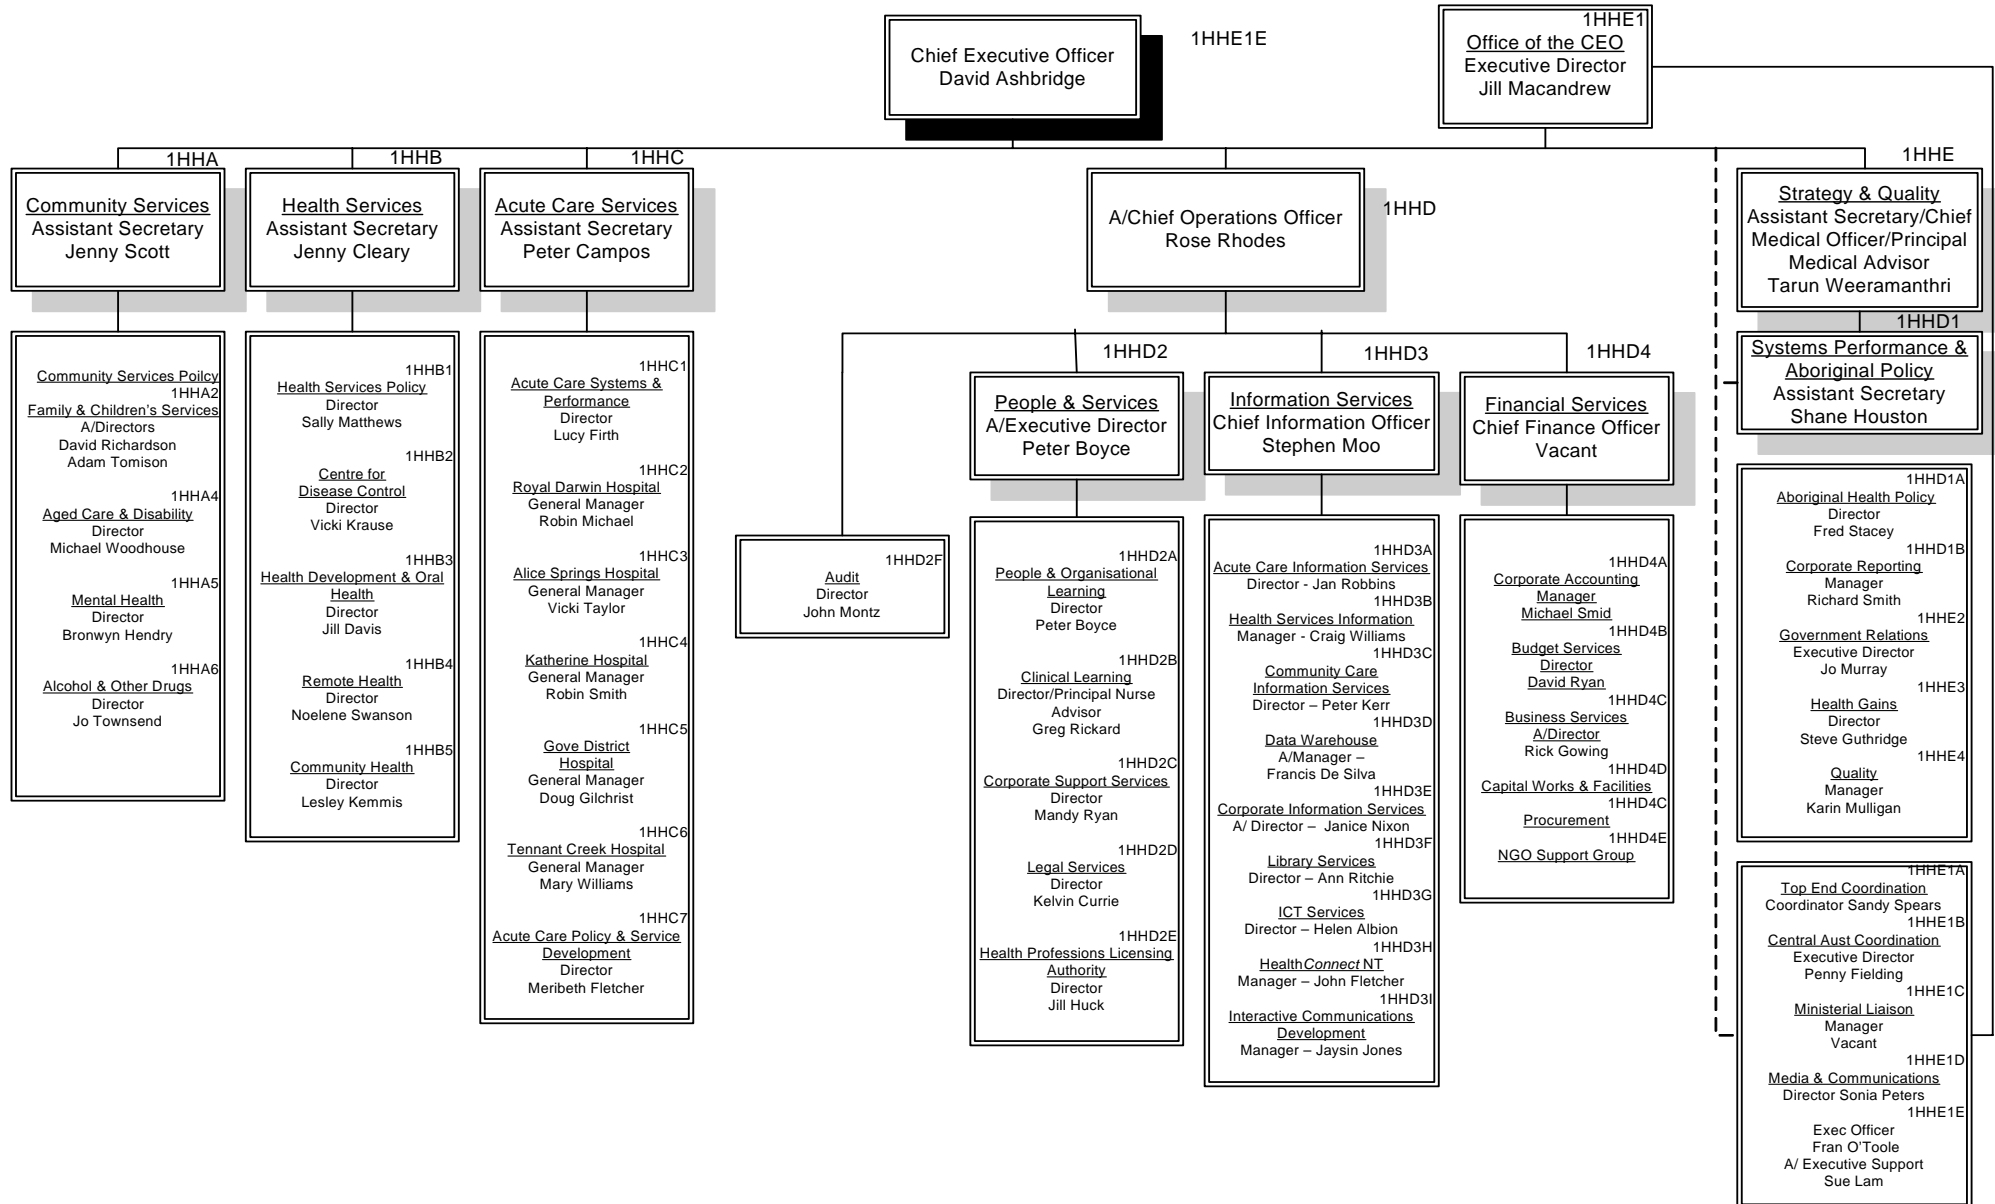 Chief Executive Officer
David Ashbridge
1HHE1E
1HHE1
Office of the CEO
Executive Director
Jill Macandrew
1HHA
Community Services
Assistant Secretary
Jenny Scott
1HHB
Health Services
Assistant Secretary
Jenny Cleary
1HHC
Acute Care Services
Assistant Secretary
Peter Campos
A/Chief Operations Officer
Rose Rhodes
1HHD
1HHE
Strategy & Quality
Assistant Secretary/Chief
Medical Officer/Principal
Medical Advisor
Tarun Weeramanthri
1HHD1
Systems Performance &
Aboriginal Policy
Assistant Secretary
Shane Houston
Community Services Poilcy
1HHA2
Family & Children's Services
A/Directors
David Richardson
Adam Tomison
1HHA4
Aged Care & Disability
Director
Michael Woodhouse
1HHA5
Mental Health
Director
Bronwyn Hendry
1HHA6
Alcohol & Other Drugs
Director
Jo Townsend
1HHB1
Health Services Policy
Director
Sally Matthews
1HHB2
Centre for
Disease Control
Director
Vicki Krause
1HHB3
Health Development & Oral
Health
Director
Jill Davis
1HHB4
Remote Health
Director
Noelene Swanson
1HHB5
Community Health
Director
Lesley Kemmis
1HHC1
Acute Care Systems &
Performance
Director
Lucy Firth
1HHC2
Royal Darwin Hospital
General Manager
Robin Michael
1HHC3
Alice Springs Hospital
General Manager
Vicki Taylor
1HHC4
Katherine Hospital
General Manager
Robin Smith
1HHC5
Gove District
Hospital
General Manager
Doug Gilchrist
1HHC6
Tennant Creek Hospital
General Manager
Mary Williams
1HHC7
Acute Care Policy & Service
Development
Director
Meribeth Fletcher
1HHD2F
Audit
Director
John Montz
1HHD2
People & Services
A/Executive Director
Peter Boyce
1HHD3
Information Services
Chief Information Officer
Stephen Moo
1HHD4
Financial Services
Chief Finance Officer
Vacant
1HHD2A
People & Organisational
Learning
Director
Peter Boyce
1HHD2B
Clinical Learning
Director/Principal Nurse
Advisor
Greg Rickard
1HHD2C
Corporate Support Services
Director
Mandy Ryan
1HHD2D
Legal Services
Director
Kelvin Currie
1HHD2E
Health Professions Licensing
Authority
Director
Jill Huck
1HHD3A
Acute Care Information Services
Director - Jan Robbins
1HHD3B
Health Services Information
Manager - Craig Williams
1HHD3C
Community Care
Information Services
Director – Peter Kerr
1HHD3D
Data Warehouse
A/Manager –
Francis De Silva
1HHD3E
Corporate Information Services
A/ Director – Janice Nixon
1HHD3F
Library Services
Director – Ann Ritchie
1HHD3G
ICT Services
Director – Helen Albion
1HHD3H
HealthConnect NT
Manager – John Fletcher
1HHD3I
Interactive Communications
Development
Manager – Jaysin Jones
1HHD4A
Corporate Accounting
Manager
Michael Smid
1HHD4B
Budget Services
Director
David Ryan
1HHD4C
Business Services
A/Director
Rick Gowing
1HHD4D
Capital Works & Facilities
1HHD4C
Procurement
1HHD4E
NGO Support Group
1HHD1A
Aboriginal Health Policy
Director
Fred Stacey
1HHD1B
Corporate Reporting
Manager
Richard Smith
1HHE2
Government Relations
Executive Director
Jo Murray
1HHE3
Health Gains
Director
Steve Guthridge
1HHE4
Quality
Manager
Karin Mulligan
1HHE1A
Top End Coordination
Coordinator Sandy Spears
1HHE1B
Central Aust Coordination
Executive Director
Penny Fielding
1HHE1C
Ministerial Liaison
Manager
Vacant
1HHE1D
Media & Communications
Director Sonia Peters
1HHE1E
Exec Officer
Fran O'Toole
A/ Executive Support
Sue Lam